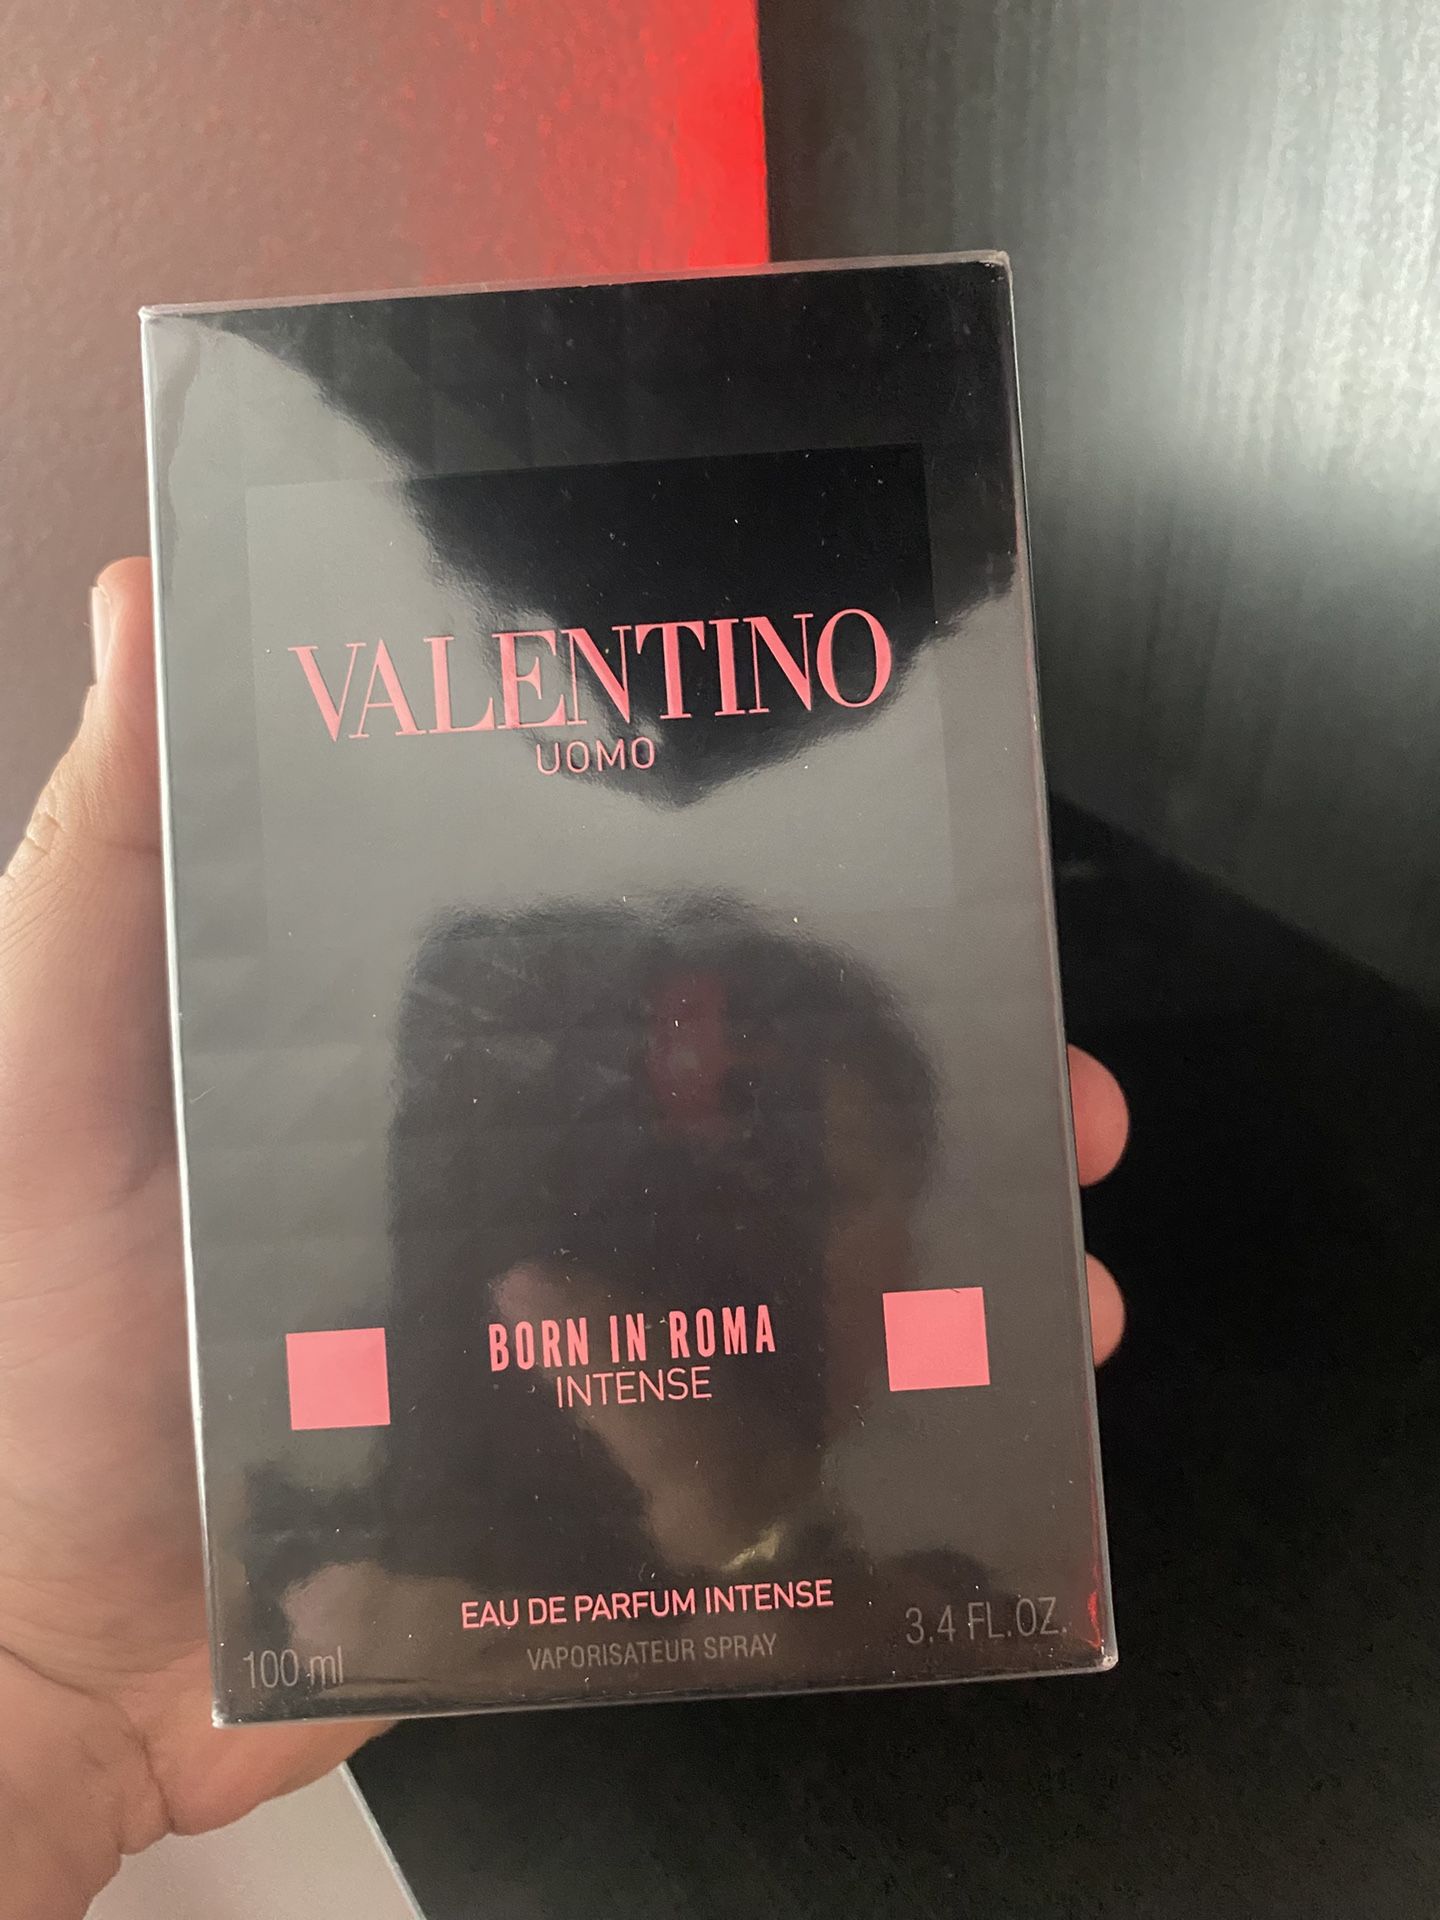 VALENTINO
UOMO
BORN IN ROMA
INTENSE
EAU DE PARFUM INTENSE
VAPORISATEUR SPRAY
100 ml
3.4 FL.OZ.